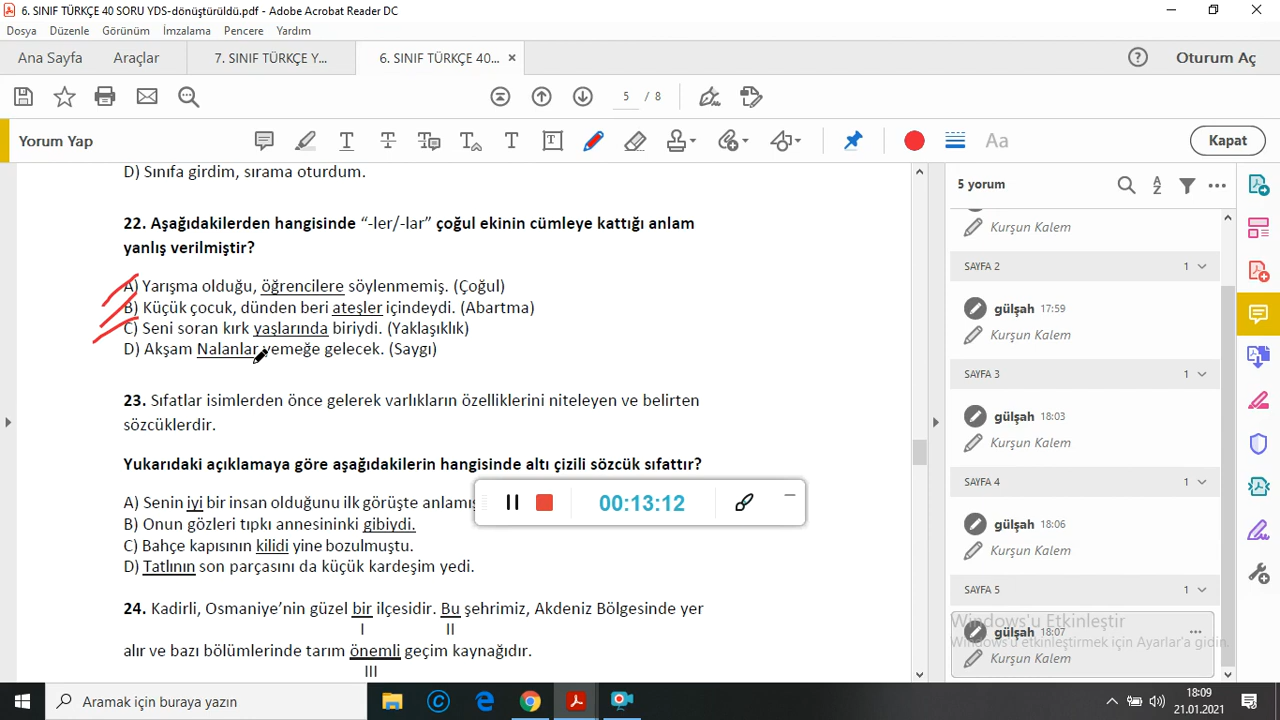 6. SINIF TÜRKÇE 40 SORU YDS-dönüştürüldü.pdf - Adobe Acrobat Reader DC
Dosya Düzenle Görünüm İmzalama Pencere Yardım
Ana Sayfa Araçlar 7. SINIF TÜRKÇE Y... 6. SINIF TÜRKÇE 40... × Oturum Aç
5 / 8
Yorum Yap Aa Kapat
D) Sınıfa girdim, sırama oturdum.
22. Aşağıdakilerden hangisinde “-ler/-lar” çoğul ekinin cümleye kattığı anlam
yanlış verilmiştir?
A) Yarışma olduğu, öğrencilere söylenmemiş. (Çoğul)
B) Küçük çocuk, dünden beri ateşler içindeydi. (Abartma)
C) Seni soran kırk yaşlarında biriydi. (Yaklaşıklık)
D) Akşam Nalanlar yemeğe gelecek. (Saygı)
23. Sıfatlar isimlerden önce gelerek varlıkların özelliklerini niteleyen ve belirten
sözcüklerdir.
Yukarıdaki açıklamaya göre aşağıdakilerin hangisinde altı çizili sözcük sıfattır?
A) Senin iyi bir insan olduğunu ilk görüşte
B) Onun gözleri tıpkı annesininki gibiydi.
C) Bahçe kapısının kilidi yine bozulmuştu.
D) Tatlının son parçasını da küçük kardeşim yedi.
00:13:12
24. Kadirli, Osmaniye’nin güzel bir ilçesidir. Bu şehrimiz, Akdeniz Bölgesinde yer
I II
alır ve bazı bölümlerinde tarım önemli geçim kaynağıdır.
III
5 yorum
Kurşun Kalem
SAYFA 2 1
gülşah 17:59
Kurşun Kalem
SAYFA 3 1
gülşah 18:03
Kurşun Kalem
SAYFA 4 1
gülşah 18:06
Kurşun Kalem
SAYFA 5 1
gülşah 18:07
Kurşun Kalem
Windows'u Etkinleştir
Windows'u etkinleştirmek için Ayarlar'a gidin.
Aramak için buraya yazın
18:09
21.01.2021